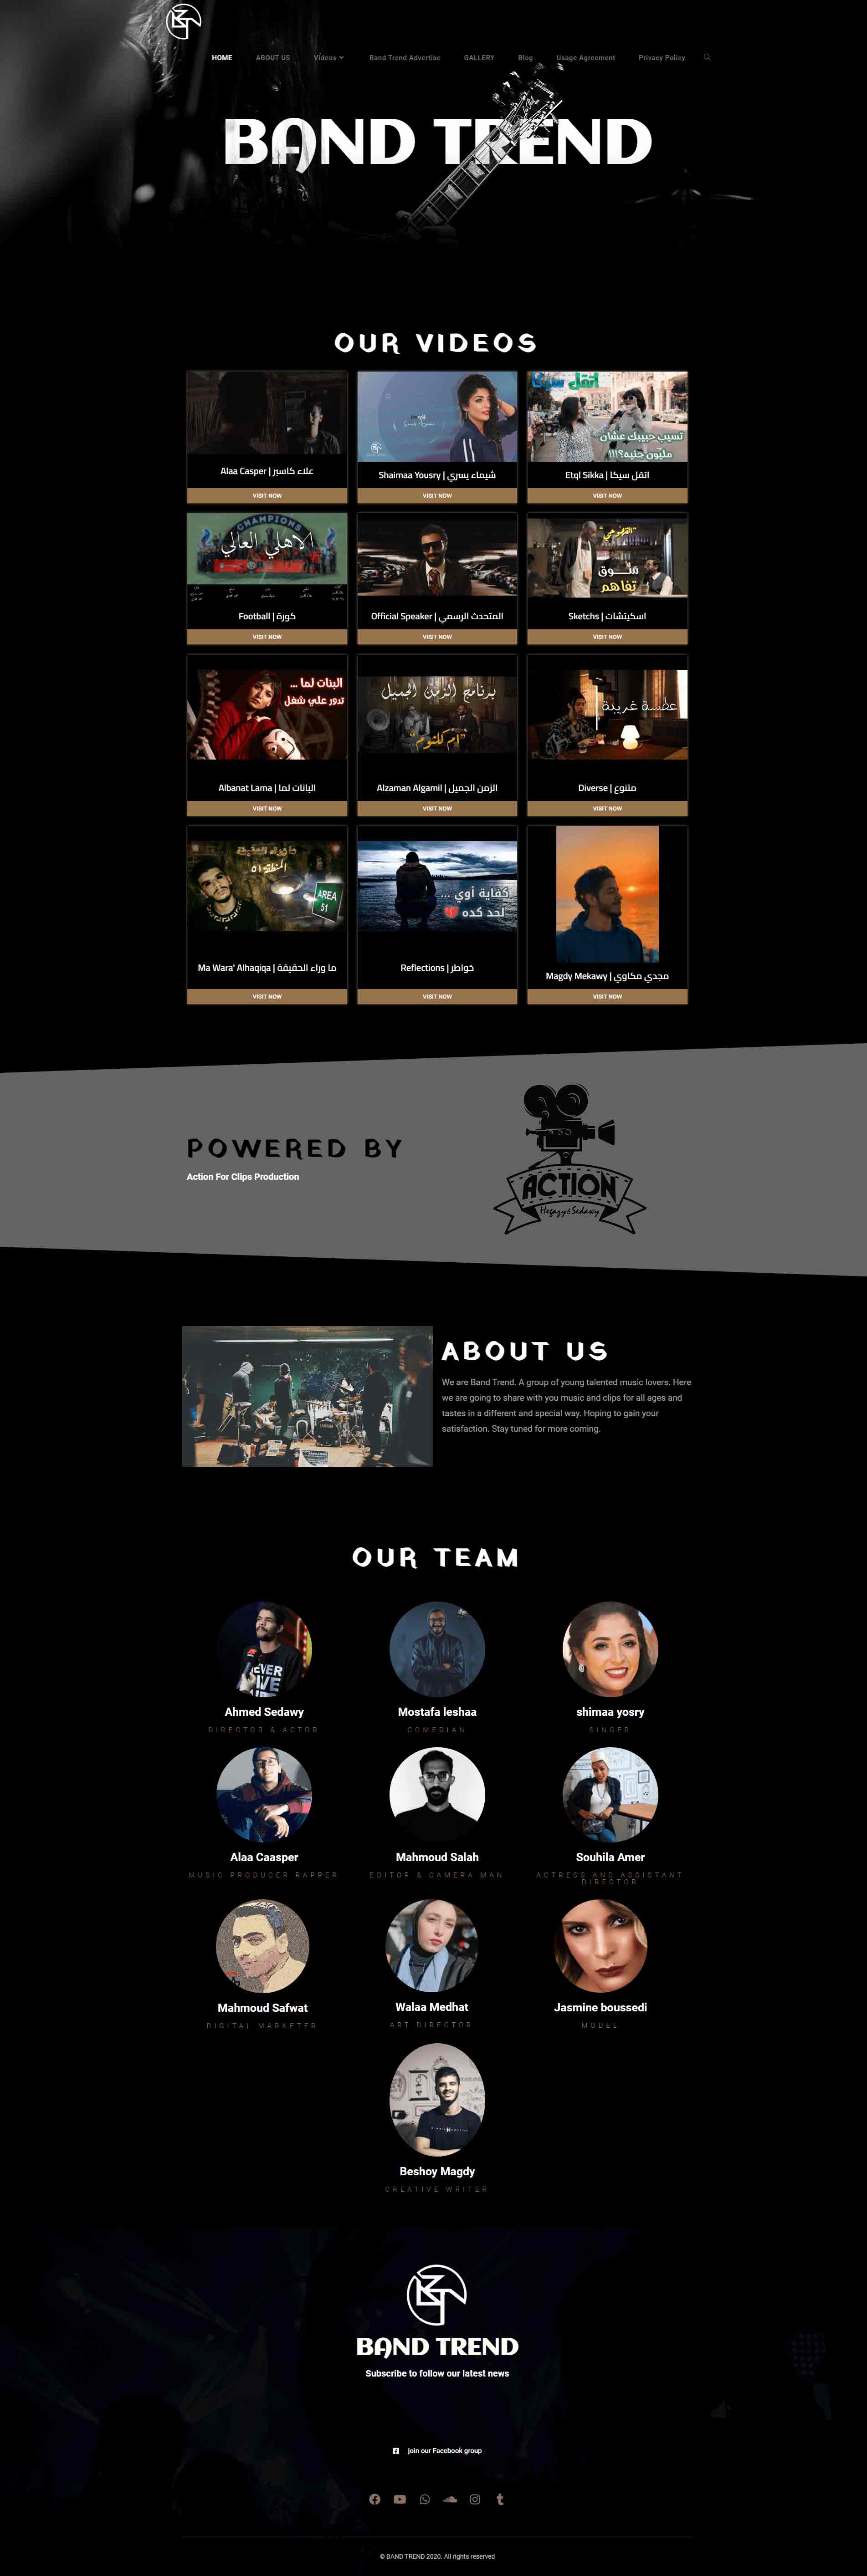 HOME ABOUT US Videos Band Trend Advertise GALLERY Blog Usage Agreement Privacy Policy
BAND TREND
OUR VIDEOS
Alaa Casper | علاء كاسبر
VISIT NOW
Shaimaa Yousry | شيماء يسري
VISIT NOW
اتقل سيكا
تسيب حبيبك عشان
مليون جنيه؟!!!
Etql Sikka | اتقل سيكا
VISIT NOW
CHAMPIONS
الاهلي العالي
Football | كورة
VISIT NOW
Official Speaker | المتحدث الرسمي
VISIT NOW
"القهوجي"
سوق
تفاهم
Sketchs | اسكيتشات
VISIT NOW
البنات لما ...
تدور علي شغل
Albanat Lama | البانات لما
VISIT NOW
برنامج الزمن الجميل
"ام كلثوم"
Alzaman Algamil | الزمن الجميل
VISIT NOW
عطسة غريبة
Diverse | متنوع
VISIT NOW
ما وراء الحقيقة
المنطقة ٥١
AREA
51
Ma Wara' Alhaqiqa | ما وراء الحقيقة
VISIT NOW
كفاية أوي ...
لحد كده
Reflections | خواطر
VISIT NOW
Magdy Mekawy | مجدي مكاوي
VISIT NOW
POWERED BY
Action For Clips Production
ACTION
Hegazy & Sedawy
ABOUT US
We are Band Trend. A group of young talented music lovers. Here
we are going to share with you music and clips for all ages and
tastes in a different and special way. Hoping to gain your
satisfaction. Stay tuned for more coming.
OUR TEAM
Ahmed Sedawy
DIRECTOR & ACTOR
Mostafa leshaa
COMEDIAN
shimaa yosry
SINGER
Alaa Caasper
MUSIC PRODUCER RAPPER
Mahmoud Salah
EDITOR & CAMERA MAN
Souhila Amer
ACTRESS AND ASSISTANT
DIRECTOR
Mahmoud Safwat
DIGITAL MARKETER
Walaa Medhat
ART DIRECTOR
Jasmine boussedi
MODEL
Beshoy Magdy
CREATIVE WRITER
BAND TREND
Subscribe to follow our latest news
join our Facebook group
© BAND TREND 2020. All rights reserved